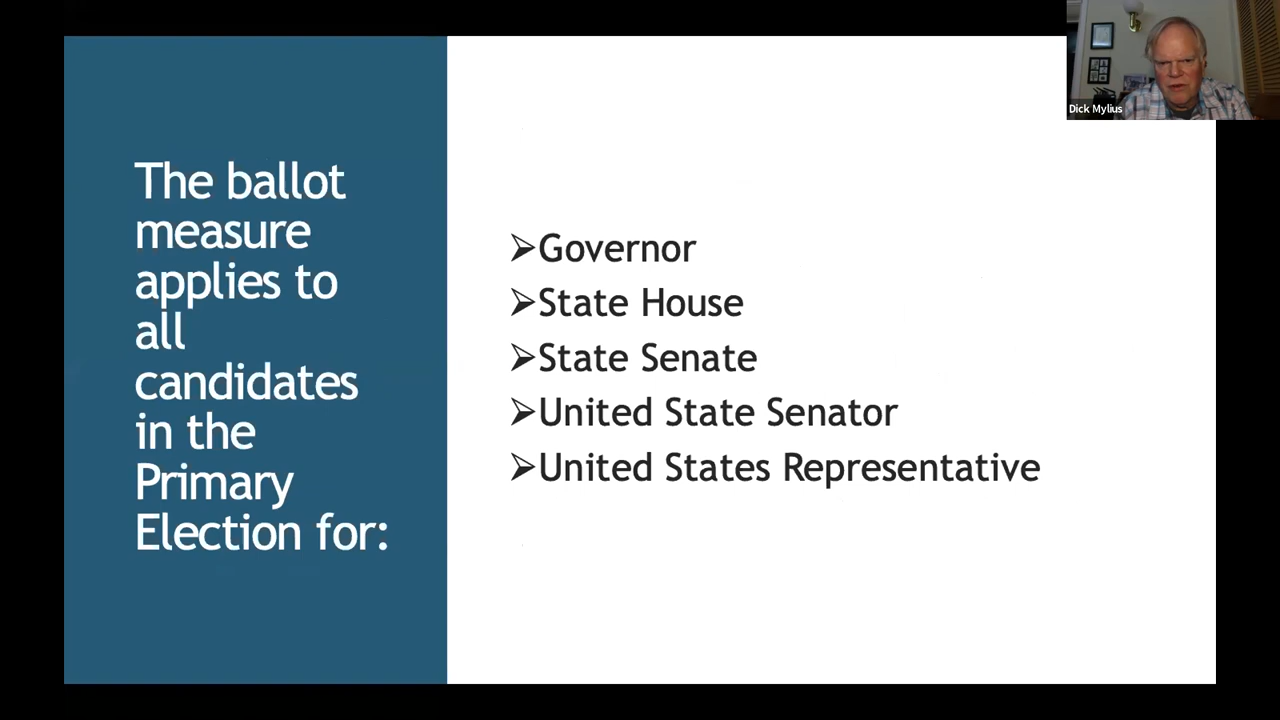 The ballot
measure
applies to
all
candidates
in the
Primary
Election for:
➢Governor
➢State House
➢State Senate
➢United State Senator
➢United States Representative
Dick Mylius